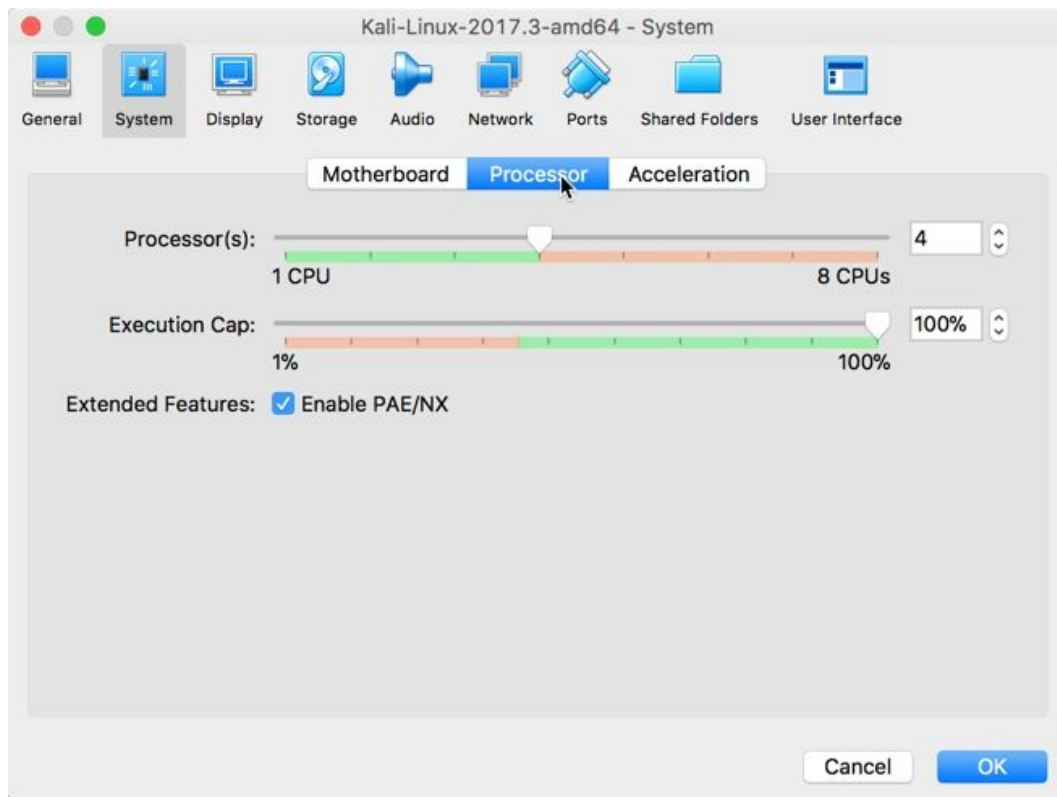 Kali-Linux-2017.3-amd64 - System
General System Display Storage Audio Network Ports Shared Folders User Interface
Motherboard Processor Acceleration
Processor(s): 4
1 CPU 8 CPUs
Execution Cap: 100%
1% 100%
Extended Features: Enable PAE/NX
Cancel OK